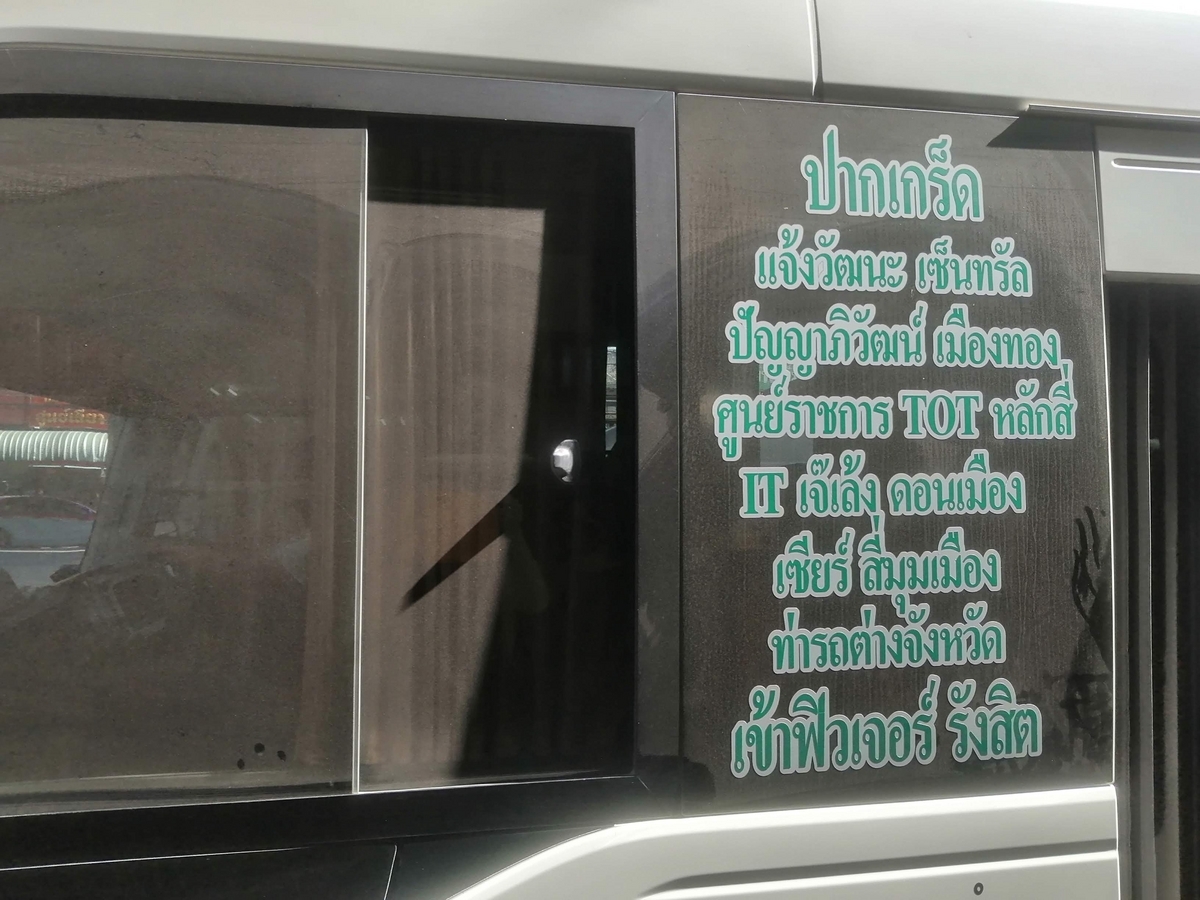 ปากเกร็ด
แจ้งวัฒนะ เซ็นทรัล
ปัญญาภิวัฒน์ เมืองทอง
ศูนย์ราชการ TOT หลักสี่
IT เจ๊เล้ง ดอนเมือง
เซียร์ สี่มุมเมือง
ท่ารถต่างจังหวัด
เข้าฟิวเจอร์ รังสิต